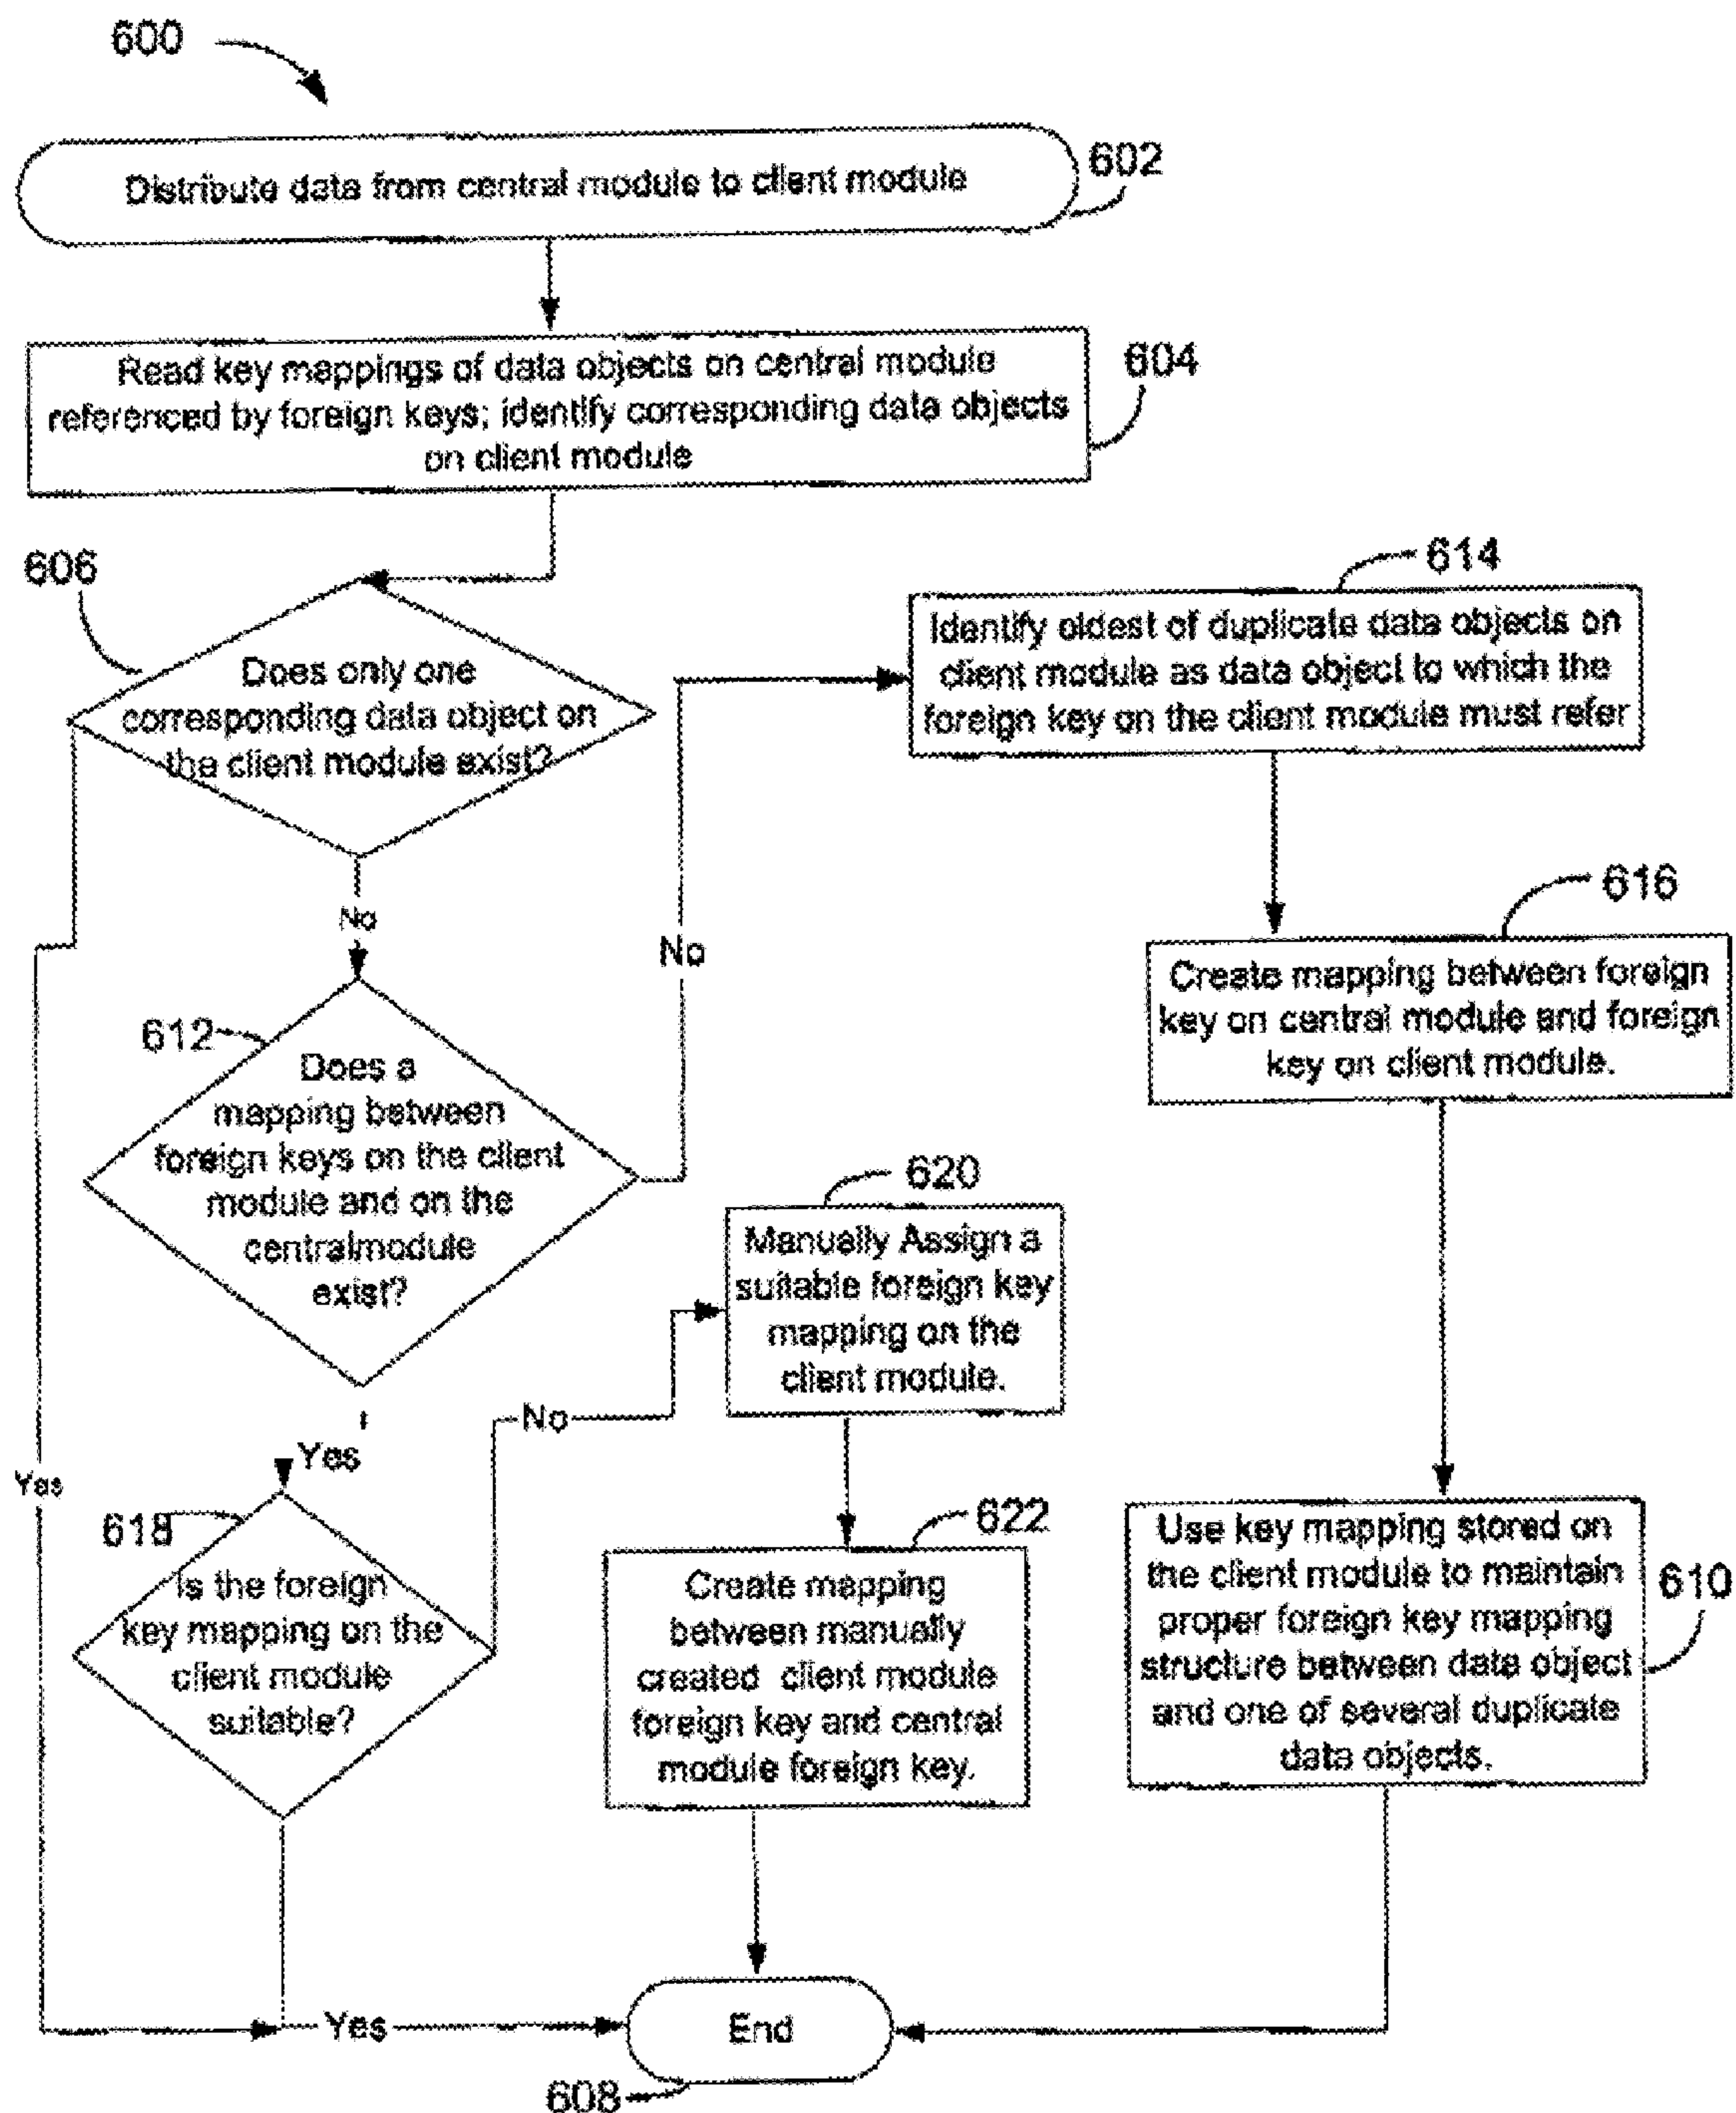 600
Distribute data from central module to client module
602
Read key mappings of data objects on central module
referenced by foreign keys; identify corresponding data objects
on client module
604
606
Does only one
corresponding data object on
the client module exist?
No
Yes
612
Does a
mapping between
foreign keys on the client
module and on the
centralmodule
exist?
No
Yes
614
Identify oldest of duplicate data objects on
client module as data object to which the
foreign key on the client module must refer
616
Create mapping between foreign
key on central module and foreign
key on client module.
618
Is the foreign
key mapping on the
client module
suitable?
No
620
Manually Assign a
suitable foreign key
mapping on the
client module.
622
Create mapping
between manually
created client module
foreign key and central
module foreign key.
Use key mapping stored on
the client module to maintain
proper foreign key mapping
structure between data object
and one of several duplicate
data objects.
610
Yes
End
608